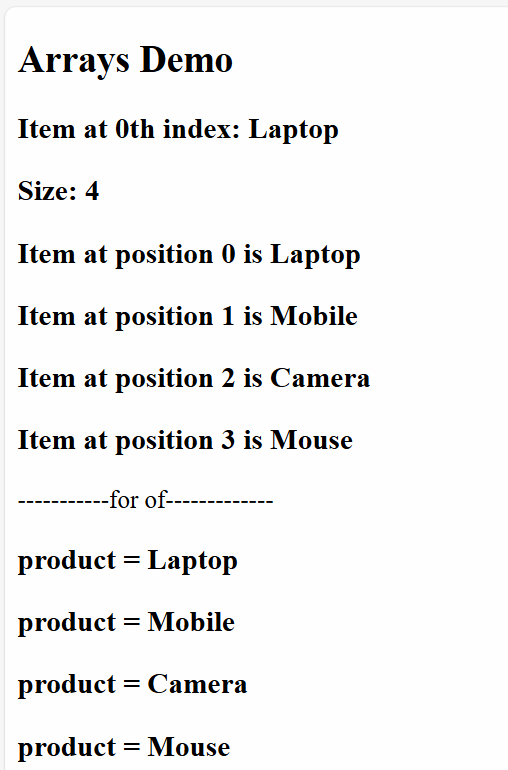 Arrays Demo
Item at 0th index: Laptop
Size: 4
Item at position 0 is Laptop
Item at position 1 is Mobile
Item at position 2 is Camera
Item at position 3 is Mouse
-----------for of-------------
product = Laptop
product = Mobile
product = Camera
product = Mouse